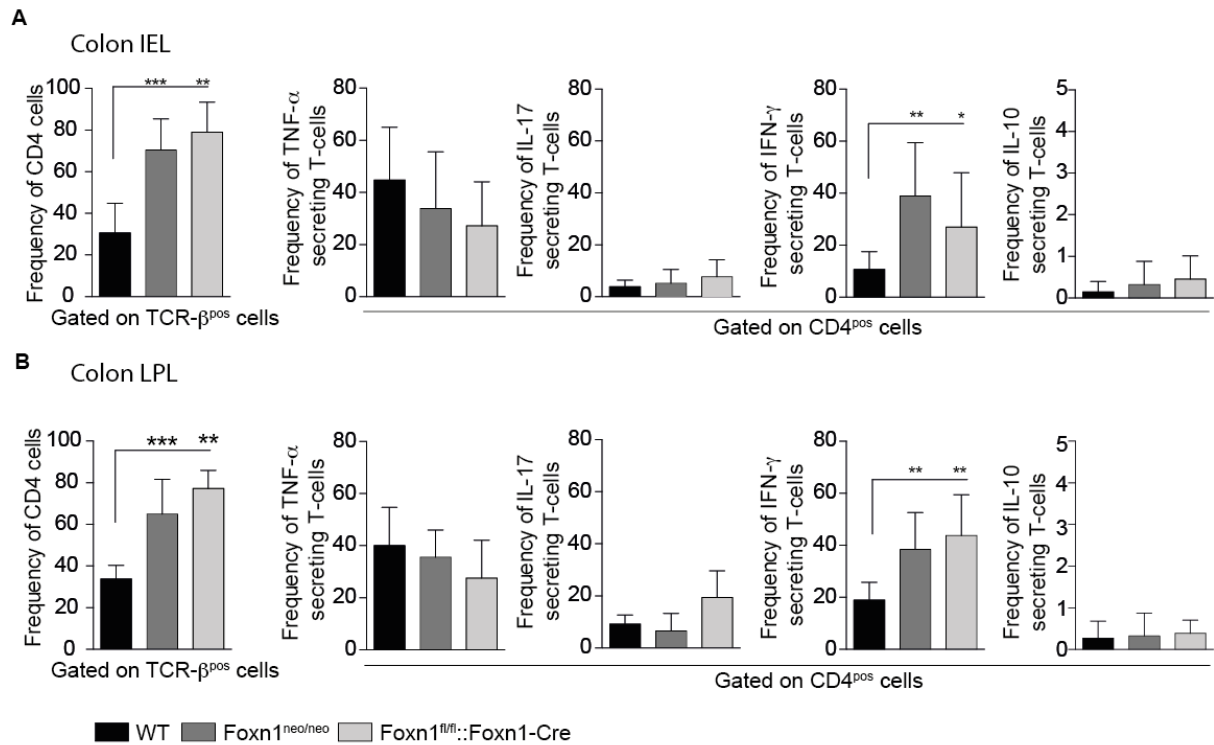 A
Colon IEL
Frequency of CD4 cells
100
80
60
40
20
0
*** **
Gated on TCR-βpos cells
Frequency of TNF-α
secreting T-cells
80
60
40
20
0
Frequency of IL-17
secreting T-cells
80
60
40
20
0
Frequency of IFN-γ
secreting T-cells
80
60
40
20
0
** *
Frequency of IL-10
secreting T-cells
5
4
3
2
1
0
Gated on CD4pos cells
B
Colon LPL
Frequency of CD4 cells
100
80
60
40
20
0
*** **
Gated on TCR-βpos cells
Frequency of TNF-α
secreting T-cells
80
60
40
20
0
Frequency of IL-17
secreting T-cells
80
60
40
20
0
Frequency of IFN-γ
secreting T-cells
80
60
40
20
0
** **
Frequency of IL-10
secreting T-cells
5
4
3
2
1
0
Gated on CD4pos cells
WT Foxn1neo/neo Foxn1fl/fl::Foxn1-Cre